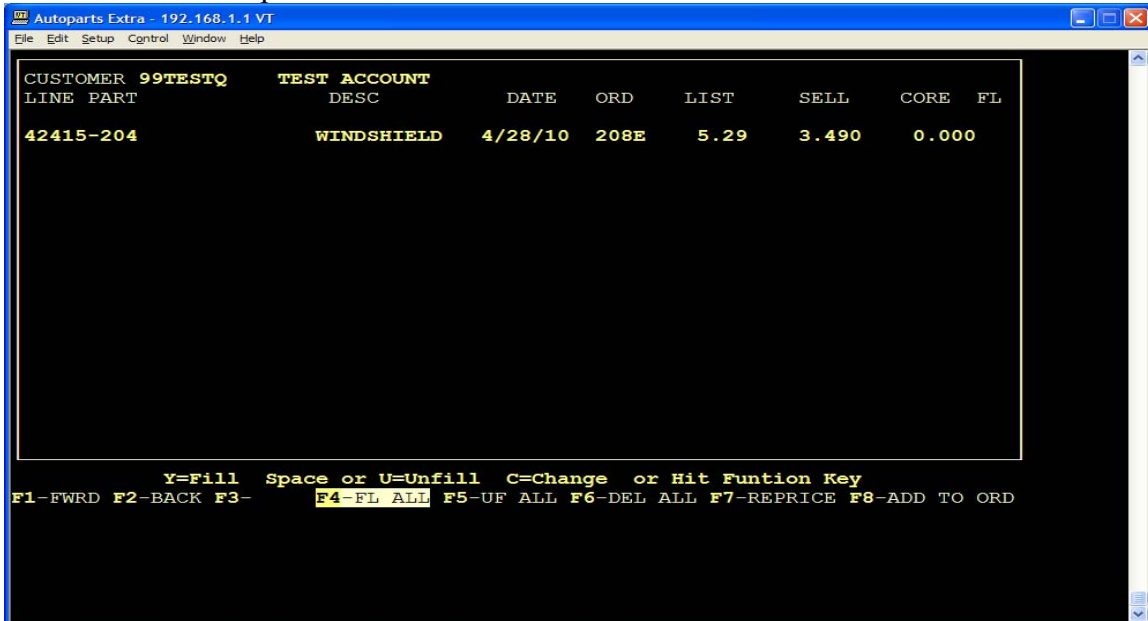 Autoparts Extra - 192.168.1.1 VT
File Edit Setup Control Window Help
CUSTOMER 99TESTQ TEST ACCOUNT
LINE PART DESC DATE ORD LIST SELL CORE FL
42415-204 WINDSHIELD 4/28/10 208E 5.29 3.490 0.000
Y=Fill Space or U=Unfill C=Change or Hit Funtion Key
F1-FWRD F2-BACK F3- F4-FL ALL F5-UF ALL F6-DEL ALL F7-REPRICE F8-ADD TO ORD